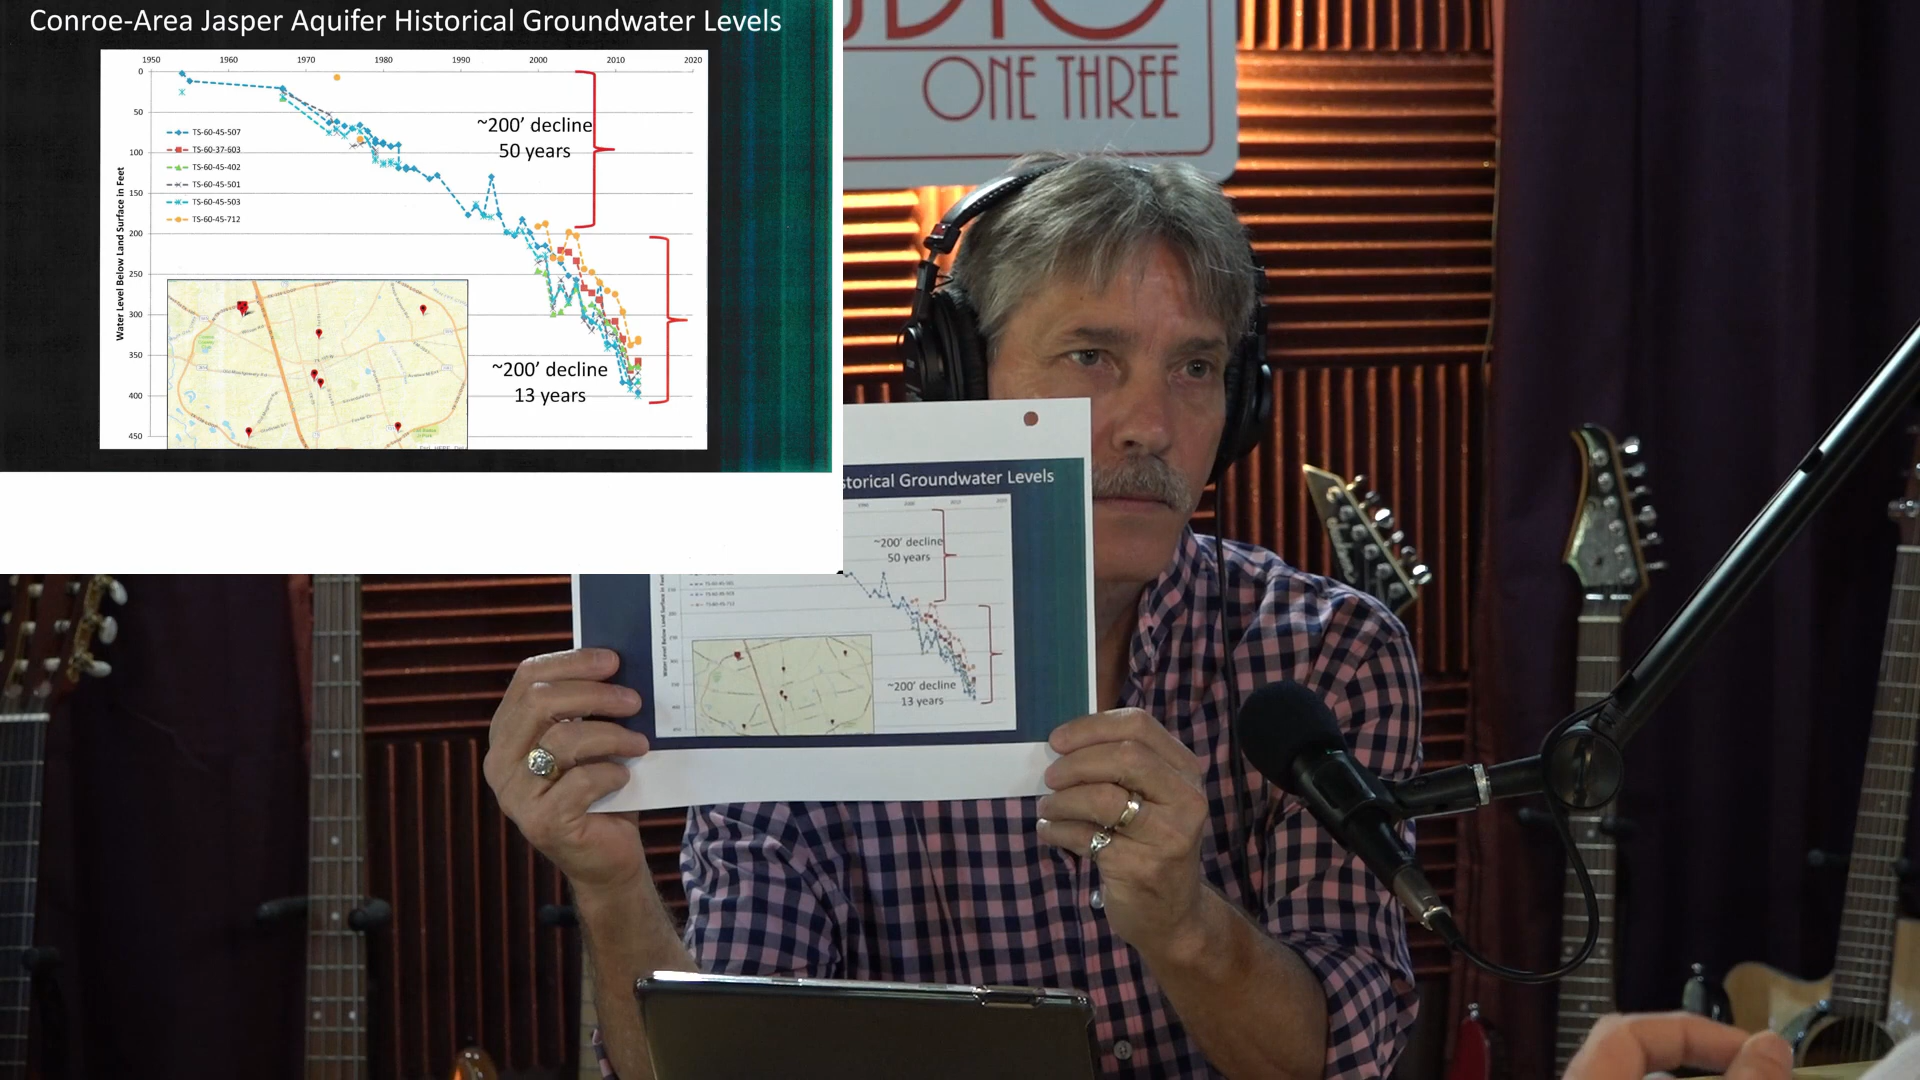 Conroe-Area Jasper Aquifer Historical Groundwater Levels
1950 1960 1970 1980 1990 2000 2010 2020
0
50
100
150
200
250
300
350
400
450
Water Level Below Land Surface in Feet
TS-60-45-507
TS-60-37-603
TS-60-45-402
TS-60-45-501
TS-60-45-503
TS-60-45-712
~200' decline
50 years
~200' decline
13 years
ONE THREE
storical Groundwater Levels
1990 2000 2010 2020
~200' decline
50 years
~200' decline
13 years